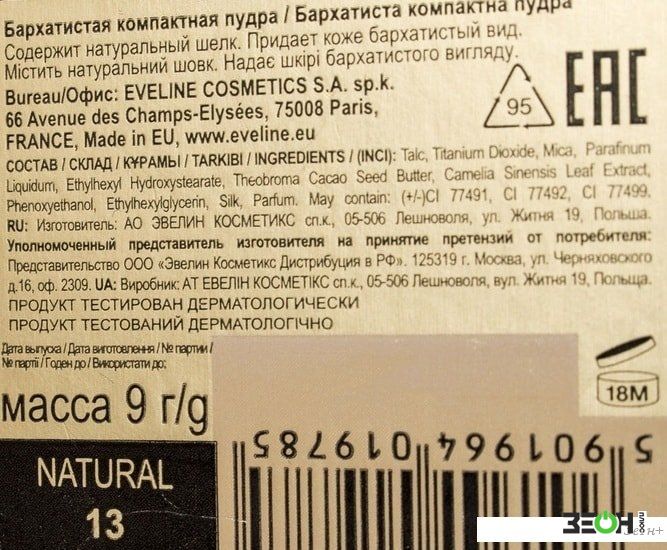 Бархатистая компактная пудра / Бархатиста компактна пудра
Содержит натуральный шелк. Придает коже бархатистый вид.
Містить натуральний шовк. Надає шкірі бархатистого вигляду.
Bureau/Офис: EVELINE COSMETICS S.A. sp.k.
66 Avenue des Champs-Elysées, 75008 Paris,
FRANCE, Made in EU, www.eveline.eu
95
EAC
СОСТАВ / СКЛАД / ҚҰРАМЫ / TARKIBI / INGREDIENTS / (INCI): Talc, Titanium Dioxide, Mica, Parafinum
Liquidum, Ethylhexyl Hydroxystearate, Theobroma Cacao Seed Butter, Camelia Sinensis Leaf Extract,
Phenoxyethanol, Ethylhexylglycerin, Silk, Parfum. May contain: (+/-)CI 77491, CI 77492, CI 77499.
RU: Изготовитель: АО ЭВЕЛИН КОСМЕТИКС сп.к., 05-506 Лешноволя, ул. Житня 19, Польша.
Уполномоченный представитель изготовителя на принятие претензий от потребителя:
Представительство ООО «Эвелин Косметикс Дистрибуция в РФ». 125319 г. Москва, ул. Черняховского
д.16, оф. 2309. UA: Виробник: АТ ЕВЕЛІН КОСМЕТІКС сп.к., 05-506 Лешноволя, вул. Житня 19, Польща.
ПРОДУКТ ТЕСТИРОВАН ДЕРМАТОЛОГИЧЕСКИ
ПРОДУКТ ТЕСТОВАНИЙ ДЕРМАТОЛОГІЧНО
Дата выпуска / Дата виготовлення / № партии /
№ партії / Годен до / Використати до:
18M
масса 9 г/g
5 901964 019785
NATURAL
13
ЗЕОН